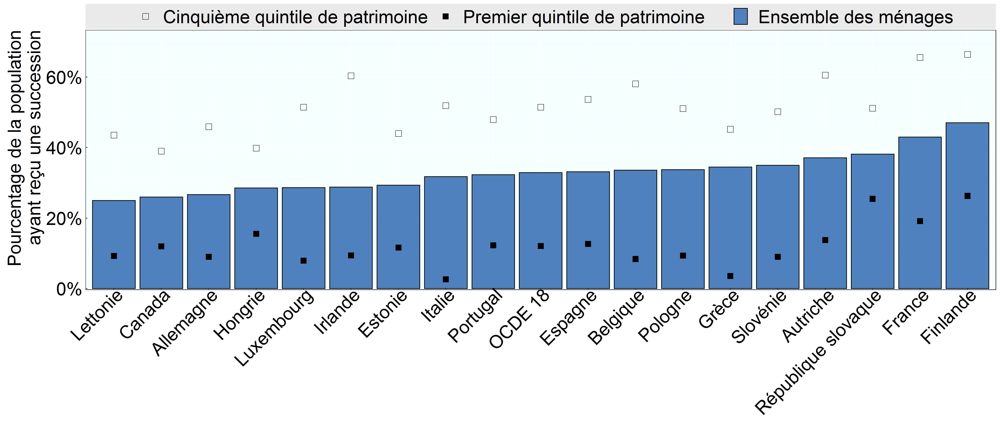 Cinquième quintile de patrimoine
Premier quintile de patrimoine
Ensemble des ménages
Pourcentage de la population
ayant reçu une succession
60%
40%
20%
0%
Lettonie
Canada
Allemagne
Hongrie
Luxembourg
Irlande
Estonie
Italie
Portugal
OCDE 18
Espagne
Belgique
Pologne
Grèce
Slovénie
Autriche
République slovaque
France
Finlande